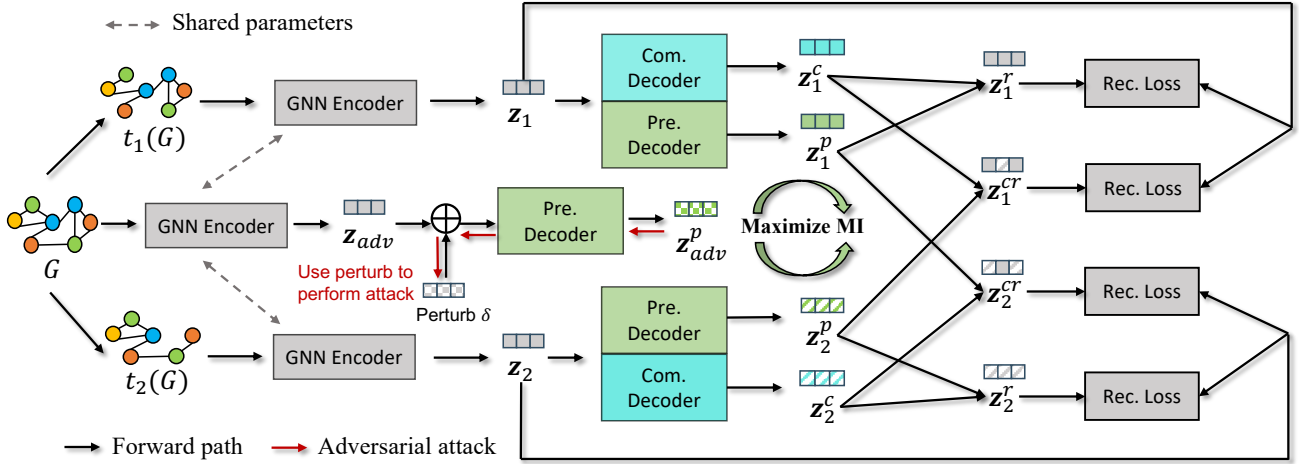 Shared parameters
t₁(G)
GNN Encoder
z₁
Com.
Decoder
Pre.
Decoder
z₁ᶜ
z₁ᵖ
z₁ʳ
Rec. Loss
z₁ᶜʳ
Rec. Loss
G
GNN Encoder
z_adv
Use perturb to
perform attack
Perturb δ
Pre.
Decoder
z_adv^p
Maximize MI
t₂(G)
GNN Encoder
z₂
Pre.
Decoder
Com.
Decoder
z₂ᵖ
z₂ᶜ
z₂ᶜʳ
Rec. Loss
z₂ʳ
Rec. Loss
Forward path
Adversarial attack